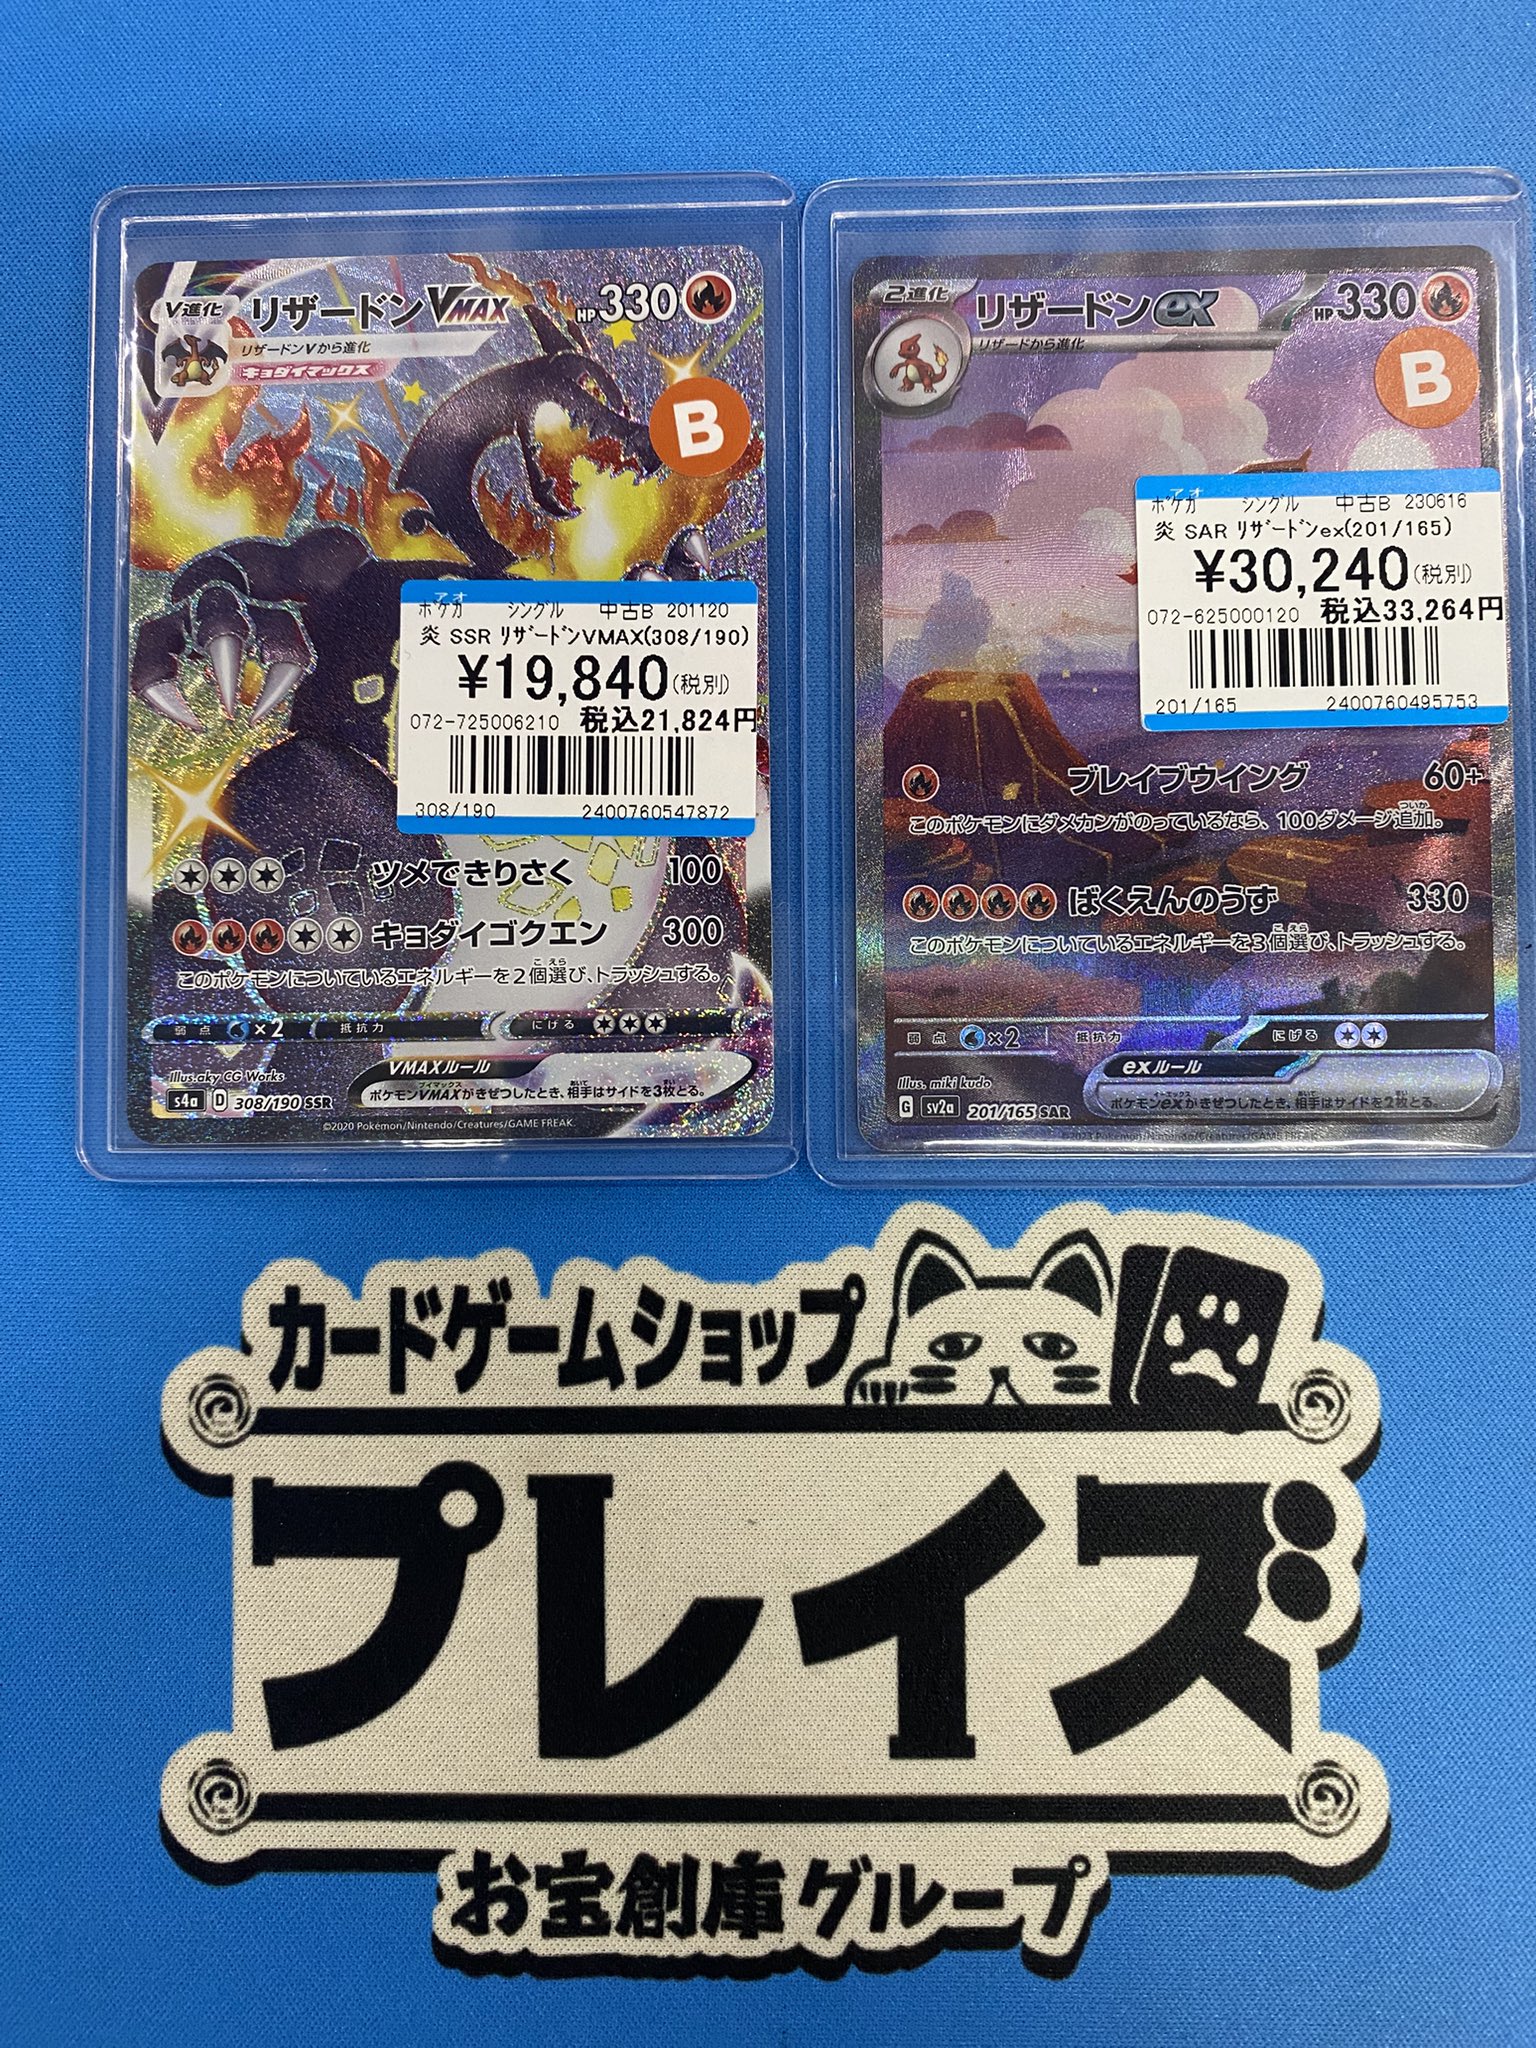 V進化 リザードンVMAX HP330
リザードンVから進化
キョダイマックス
B
アオ
ポケカ シングル 中古B 201120
炎 SSR リザードンVMAX(308/190)
¥19,840(税別)
072-725006210 税込21,824円
308/190 2400760547872
ツメできりさく 100
キョダイゴクエン 300
このポケモンについているエネルギーを2個選び、トラッシュする。
弱点 ×2 抵抗力 にげる
VMAXルール
ポケモンVMAXがきぜつしたとき、相手はサイドを3枚とる。
Illus. aky CG Works
s4a D 308/190 SSR
©2020 Pokémon/Nintendo/Creatures/GAME FREAK.
2進化 リザードンex HP330
リザードから進化
B
アオ
ポケカ シングル 中古B 230616
炎 SAR リザードンex(201/165)
¥30,240(税別)
072-625000120 税込33,264円
201/165 2400760495753
ブレイブウイング 60+
このポケモンにダメカンがのっているなら、100ダメージ追加。
ばくえんのうず 330
このポケモンについているエネルギーを3個選び、トラッシュする。
弱点 ×2 抵抗力 にげる
exルール
ポケモンexがきぜつしたとき、相手はサイドを2枚とる。
Illus. miki kudo
G sv2a 201/165 SAR
©2023 Pokémon/Nintendo/Creatures/GAME FREAK.
カードゲームショップ
プレイズ
お宝創庫グループ